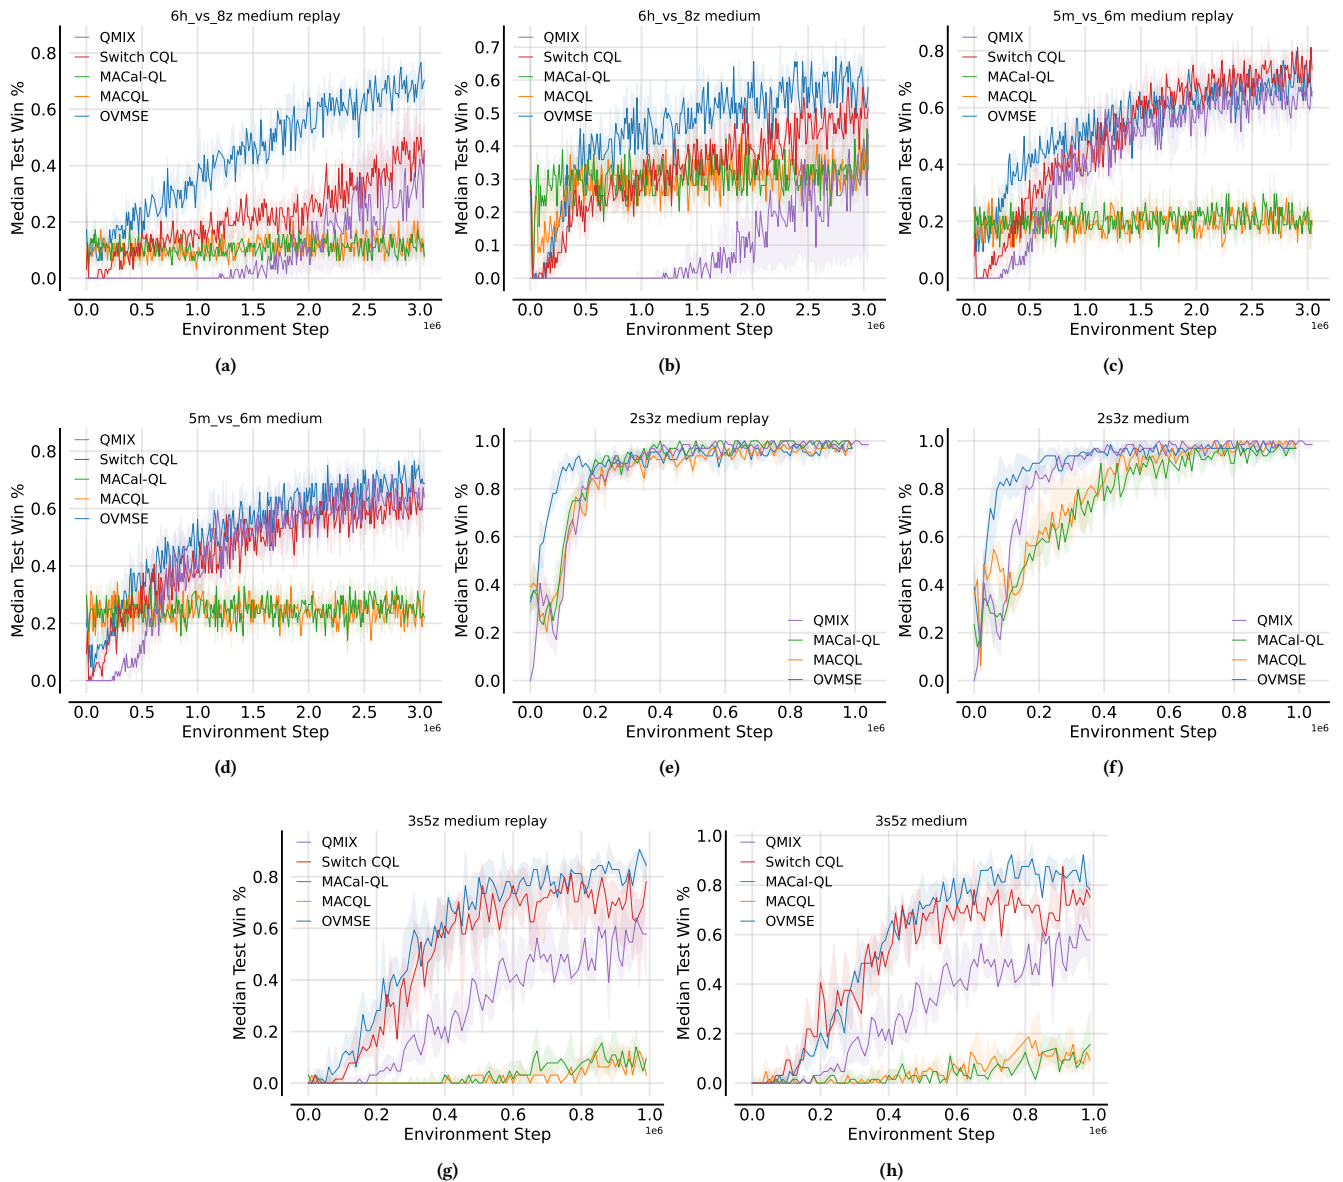 6h_vs_8z medium replay
QMIX
Switch CQL
MACal-QL
MACQL
OVMSE
Median Test Win %
0.8
0.6
0.4
0.2
0.0
0.0 0.5 1.0 1.5 2.0 2.5 3.0
1e6
Environment Step
(a)
6h_vs_8z medium
QMIX
Switch CQL
MACal-QL
MACQL
OVMSE
Median Test Win %
0.7
0.6
0.5
0.4
0.3
0.2
0.1
0.0
0.0 0.5 1.0 1.5 2.0 2.5 3.0
1e6
Environment Step
(b)
5m_vs_6m medium replay
QMIX
Switch CQL
MACal-QL
MACQL
OVMSE
Median Test Win %
0.8
0.6
0.4
0.2
0.0
0.0 0.5 1.0 1.5 2.0 2.5 3.0
1e6
Environment Step
(c)
5m_vs_6m medium
QMIX
Switch CQL
MACal-QL
MACQL
OVMSE
Median Test Win %
0.8
0.6
0.4
0.2
0.0
0.0 0.5 1.0 1.5 2.0 2.5 3.0
1e6
Environment Step
(d)
2s3z medium replay
Median Test Win %
1.0
0.8
0.6
0.4
0.2
0.0
QMIX
MACal-QL
MACQL
OVMSE
0.0 0.2 0.4 0.6 0.8 1.0
1e6
Environment Step
(e)
2s3z medium
Median Test Win %
1.0
0.8
0.6
0.4
0.2
0.0
QMIX
MACal-QL
MACQL
OVMSE
0.0 0.2 0.4 0.6 0.8 1.0
1e6
Environment Step
(f)
3s5z medium replay
QMIX
Switch CQL
MACal-QL
MACQL
OVMSE
Median Test Win %
0.8
0.6
0.4
0.2
0.0
0.0 0.2 0.4 0.6 0.8 1.0
1e6
Environment Step
(g)
3s5z medium
QMIX
Switch CQL
MACal-QL
MACQL
OVMSE
Median Test Win %
1.0
0.8
0.6
0.4
0.2
0.0
0.0 0.2 0.4 0.6 0.8 1.0
1e6
Environment Step
(h)